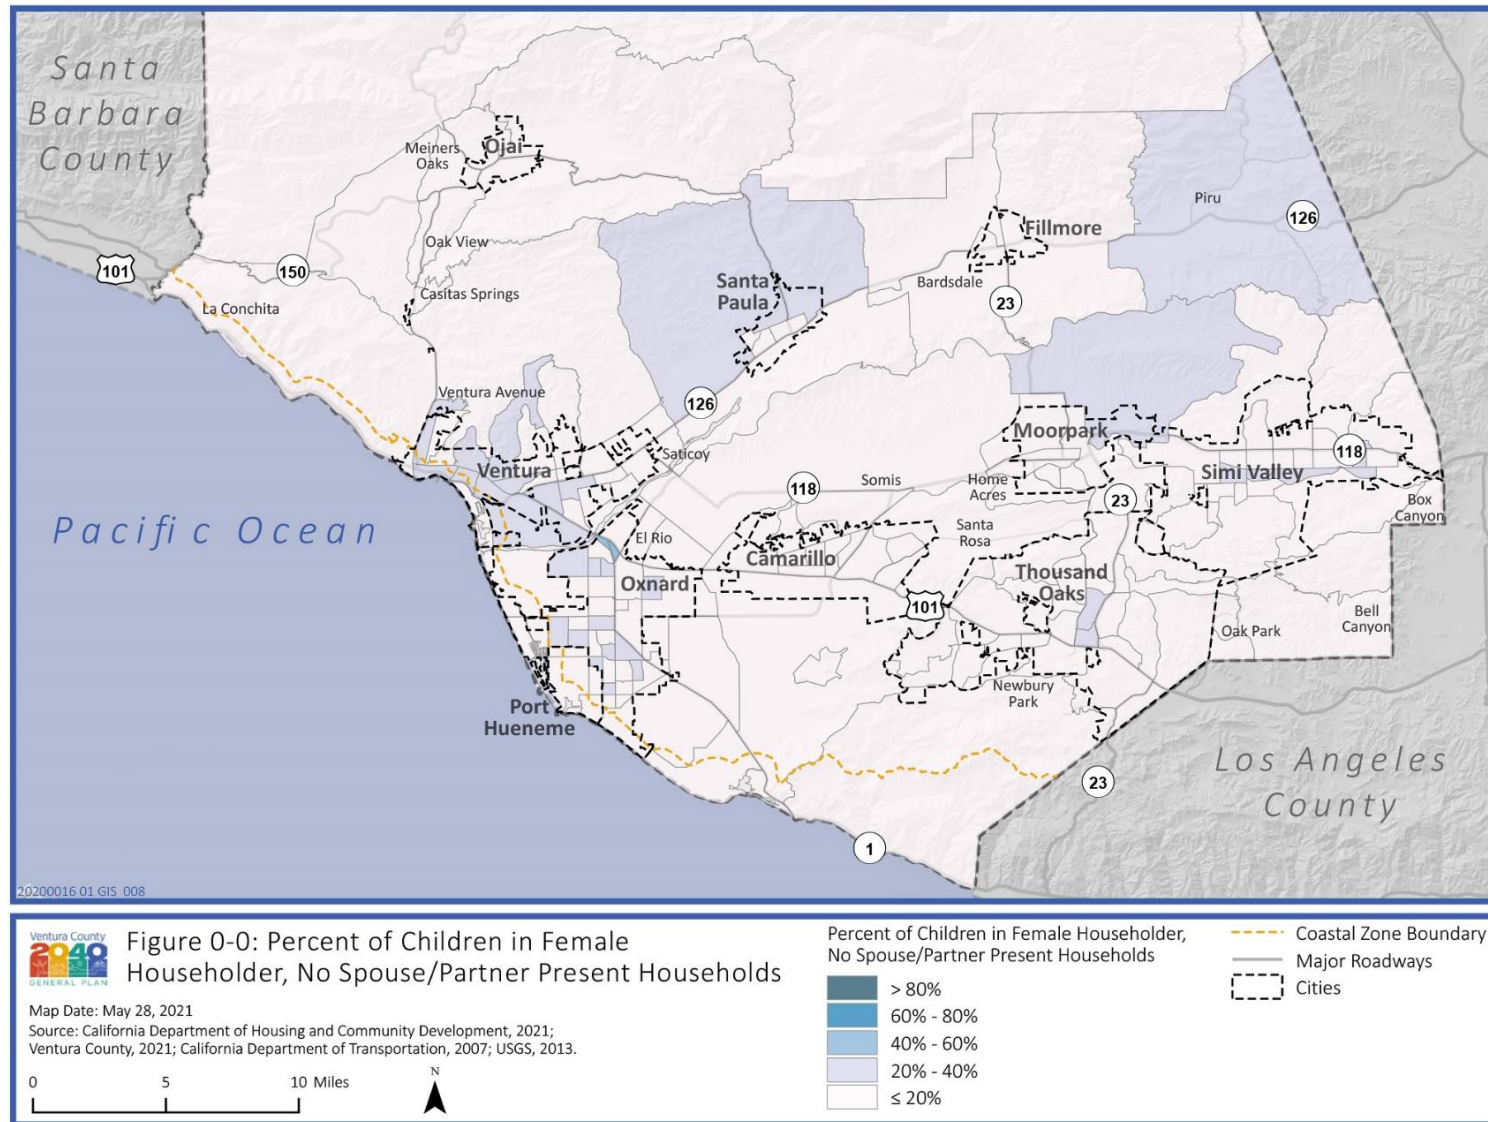 Santa
Barbara
County
Meiners
Oaks
Ojai
Piru
126
Oak View
Fillmore
101
150
Santa
Paula
Bardsdale
Casitas Springs
23
La Conchita
Ventura Avenue
126
Moorpark
Saticoy
118
Ventura
Simi Valley
118
Somis
Home
Acres
23
Box
Canyon
Pacific Ocean
El Rio
Santa
Rosa
Camarillo
Oxnard
Thousand
Oaks
101
Bell
Canyon
Oak Park
Newbury
Park
Port
Hueneme
Los Angeles
County
23
1
20200016 01 GIS 008
Ventura County
2040
GENERAL PLAN
Figure 0-0: Percent of Children in Female
Householder, No Spouse/Partner Present Households
Map Date: May 28, 2021
Source: California Department of Housing and Community Development, 2021;
Ventura County, 2021; California Department of Transportation, 2007; USGS, 2013.
0 5 10 Miles
N
Percent of Children in Female Householder,
No Spouse/Partner Present Households
> 80%
60% - 80%
40% - 60%
20% - 40%
≤ 20%
Coastal Zone Boundary
Major Roadways
Cities